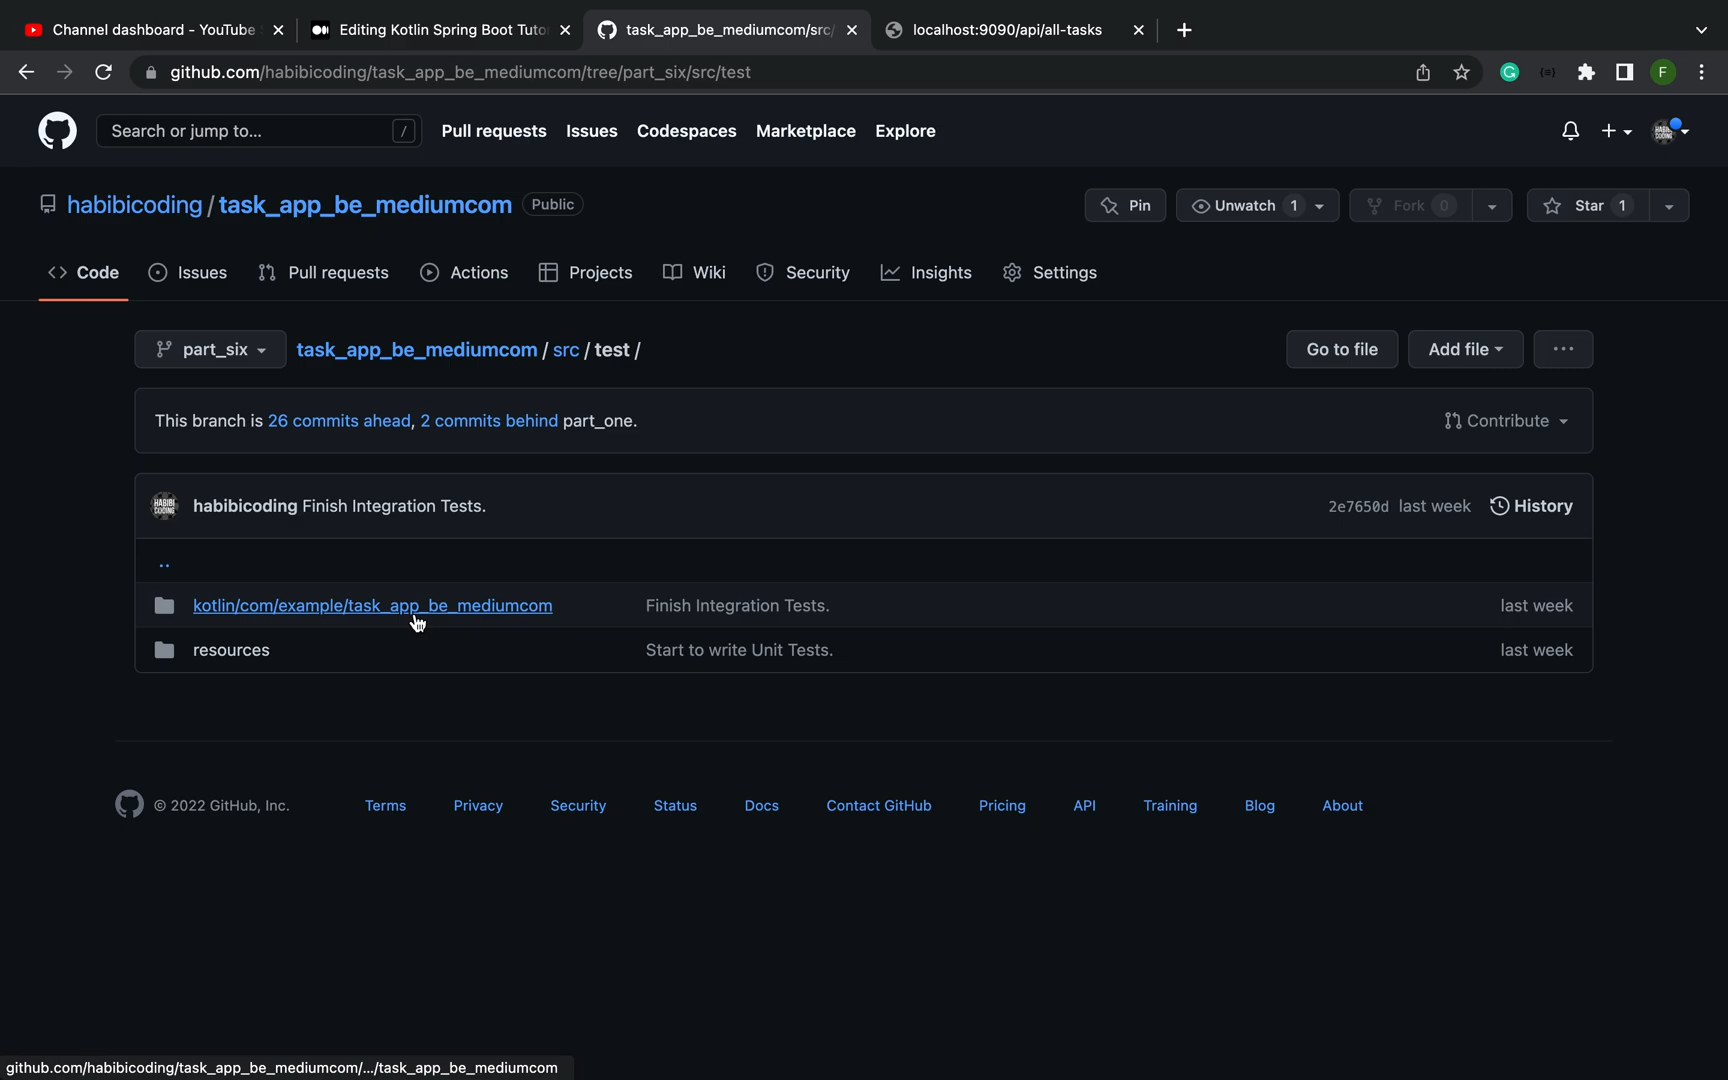 Channel dashboard - YouTube
Editing Kotlin Spring Boot Tuto
task_app_be_mediumcom/src/
localhost:9090/api/all-tasks
github.com/habibicoding/task_app_be_mediumcom/tree/part_six/src/test
G
F
Search or jump to...
/
Pull requests
Issues
Codespaces
Marketplace
Explore
habibicoding / task_app_be_mediumcom
Public
Pin
Unwatch 1
Fork 0
Star 1
Code
Issues
Pull requests
Actions
Projects
Wiki
Security
Insights
Settings
part_six
task_app_be_mediumcom / src / test /
Go to file
Add file
This branch is 26 commits ahead, 2 commits behind part_one.
Contribute
HABIBI
CODING
habibicoding Finish Integration Tests.
2e7650d last week
History
..
kotlin/com/example/task_app_be_mediumcom
Finish Integration Tests.
last week
resources
Start to write Unit Tests.
last week
© 2022 GitHub, Inc.
Terms
Privacy
Security
Status
Docs
Contact GitHub
Pricing
API
Training
Blog
About
github.com/habibicoding/task_app_be_mediumcom/.../task_app_be_mediumcom